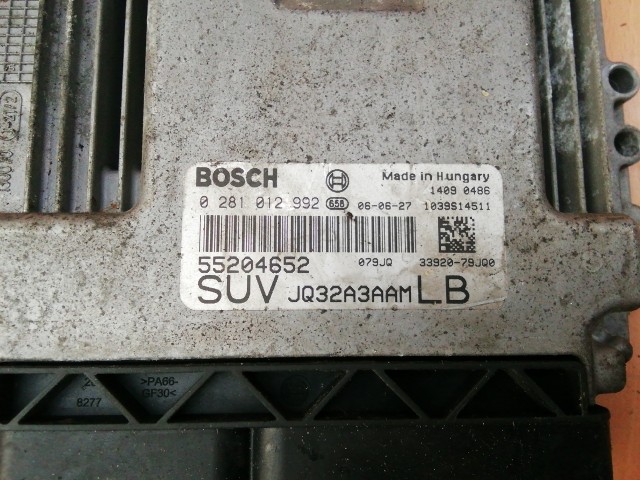 BOSCH Made in Hungary
1409 0486
0 281 012 992 658 06-06-27 1039S14511
55204652 079JQ 33920-79JQ0
SUV JQ32A3AAM LB
>PA66-
GF30<
8277